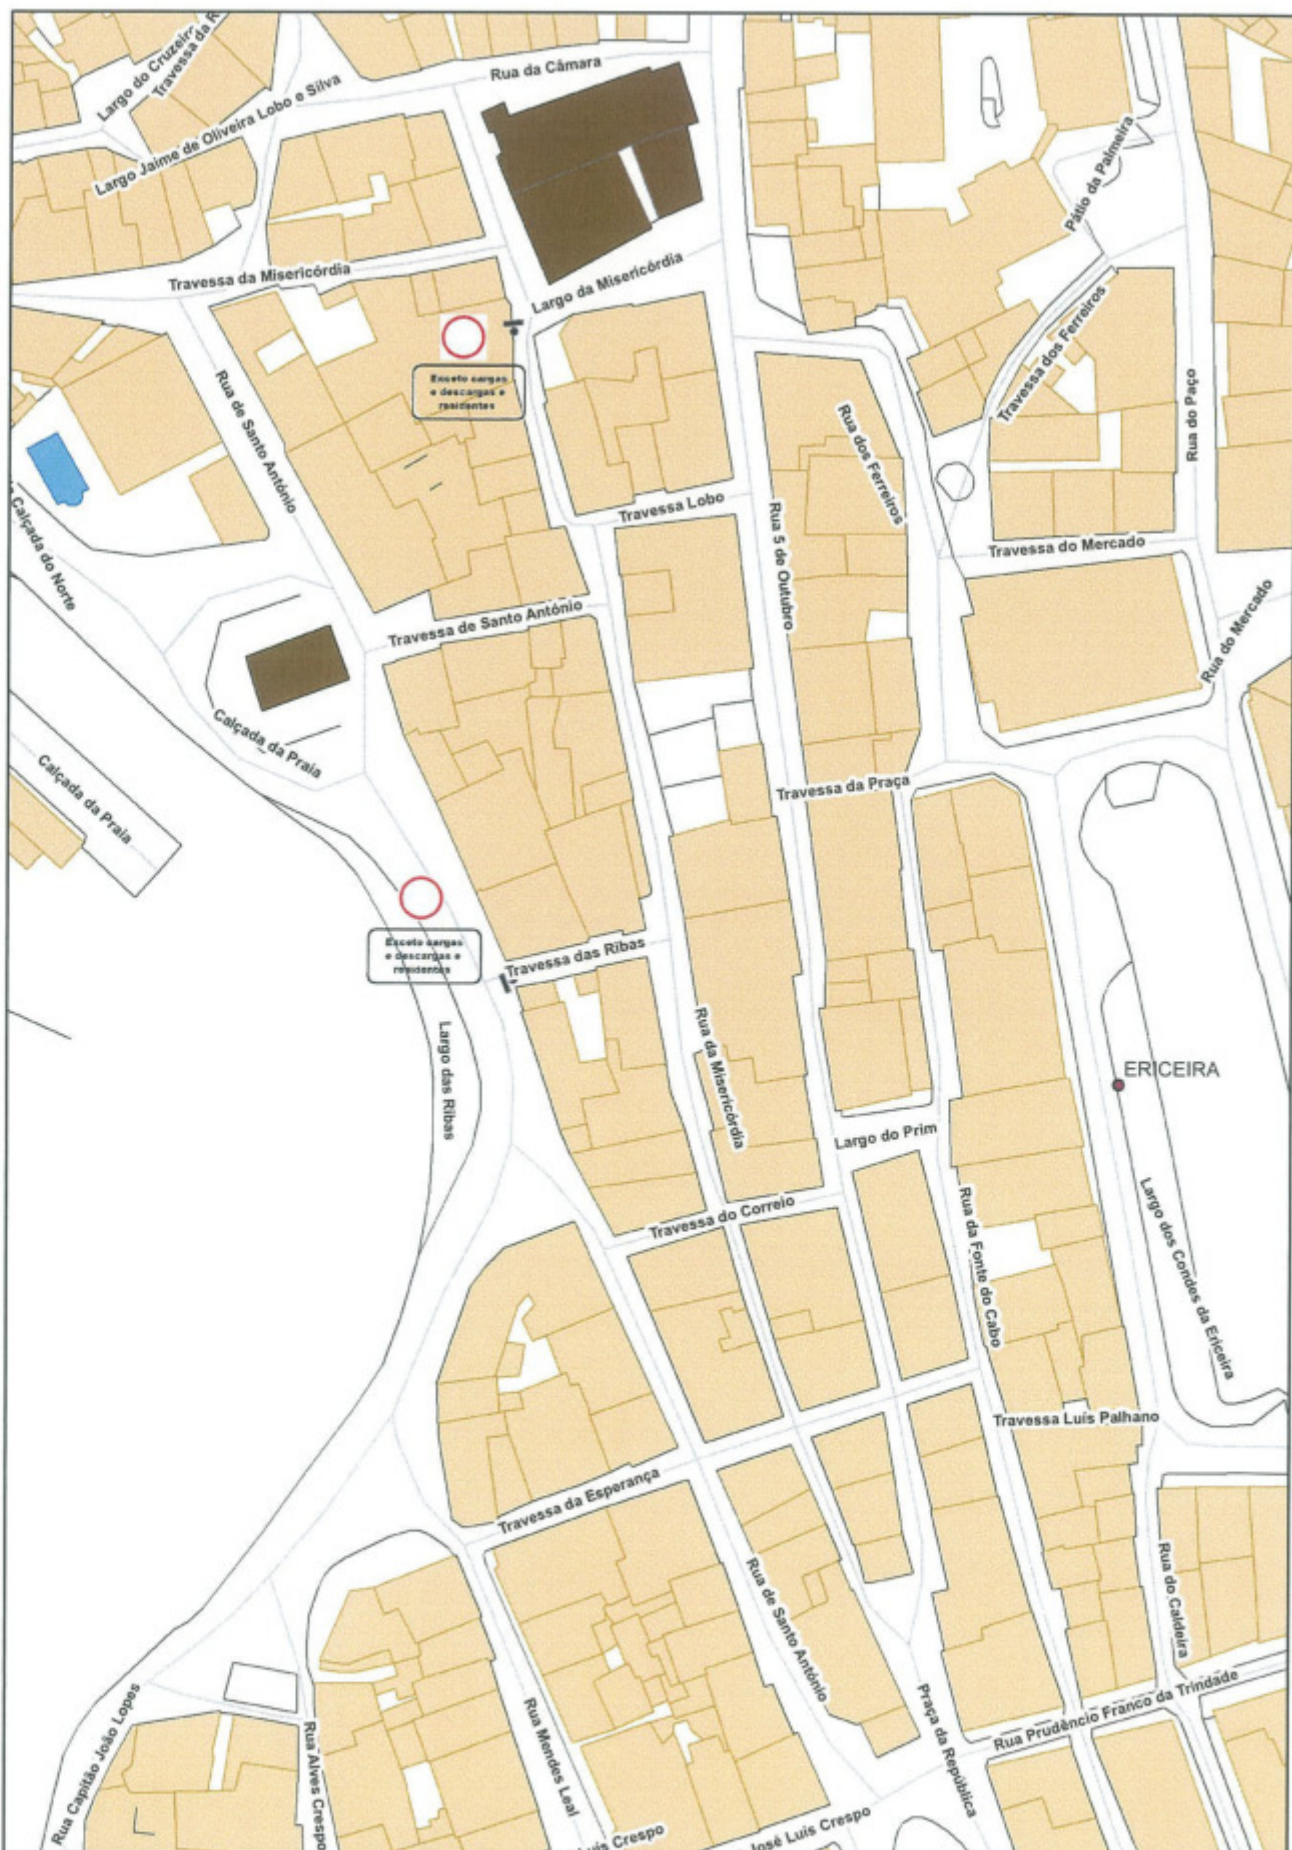 Largo do Cruzeiro
Travessa da R
Largo Jaime de Oliveira Lobo e Silva
Rua da Câmara
Pátio da Palmeira
Travessa da Misericórdia
Largo da Misericórdia
Travessa dos Ferreiros
Exceto cargas
e descargas e
residentes
Rua de Santo António
Rua dos Ferreiros
Rua do Paço
Calçada do Norte
Travessa Lobo
Rua 5 de Outubro
Travessa do Mercado
Travessa de Santo António
Rua do Mercado
Calçada da Praia
Calçada da Praia
Travessa da Praça
Exceto cargas
e descargas e
residentes
Travessa das Ribas
Largo das Ribas
Rua da Misericórdia
ERICEIRA
Largo do Prim
Travessa do Correio
Rua da Fonte do Cabo
Largo dos Condes da Ericeira
Travessa Luís Palhano
Travessa da Esperança
Rua de Santo António
Rua do Caldeira
Rua Capitão João Lopes
Rua Alves Crespo
Rua Mendes Leal
Praça da República
Rua Prudêncio Franco da Trindade
Luís Crespo
José Luís Crespo